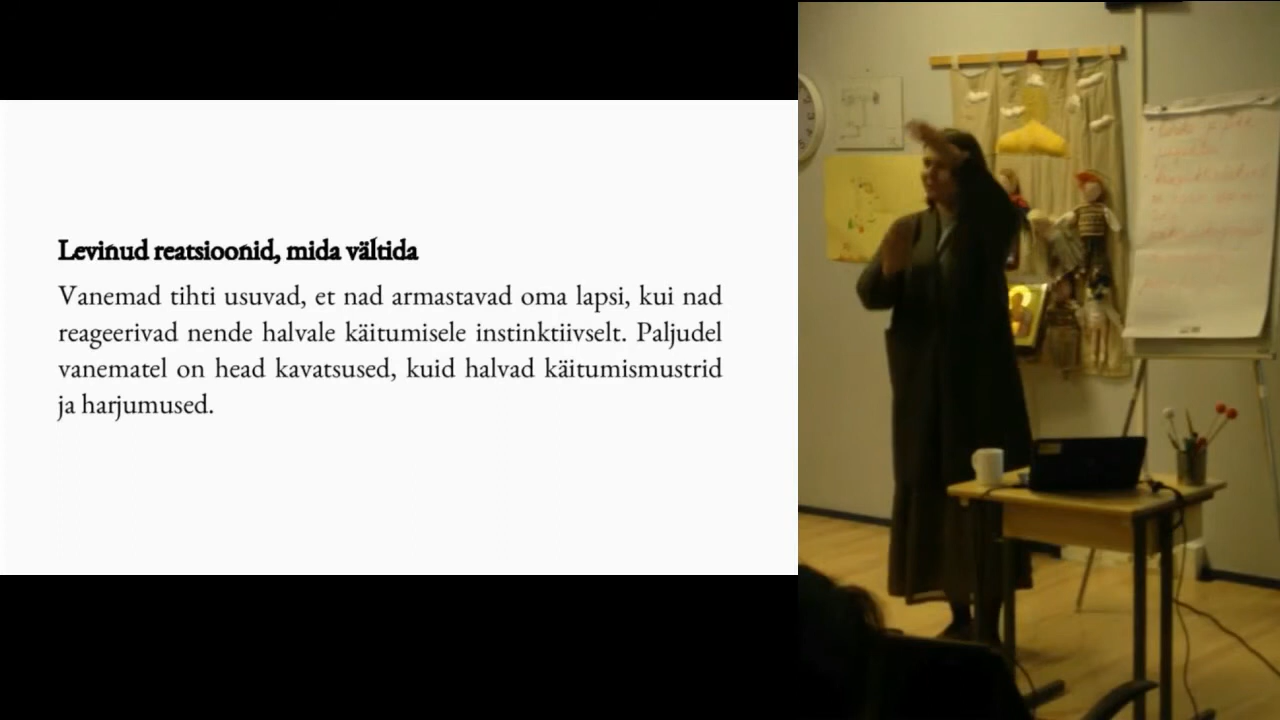 Levinud reatsioonid, mida vältida
Vanemad tihti usuvad, et nad armastavad oma lapsi, kui nad
reageerivad nende halvale käitumisele instinktiivselt. Paljudel
vanematel on head kavatsused, kuid halvad käitumismustrid
ja harjumused.